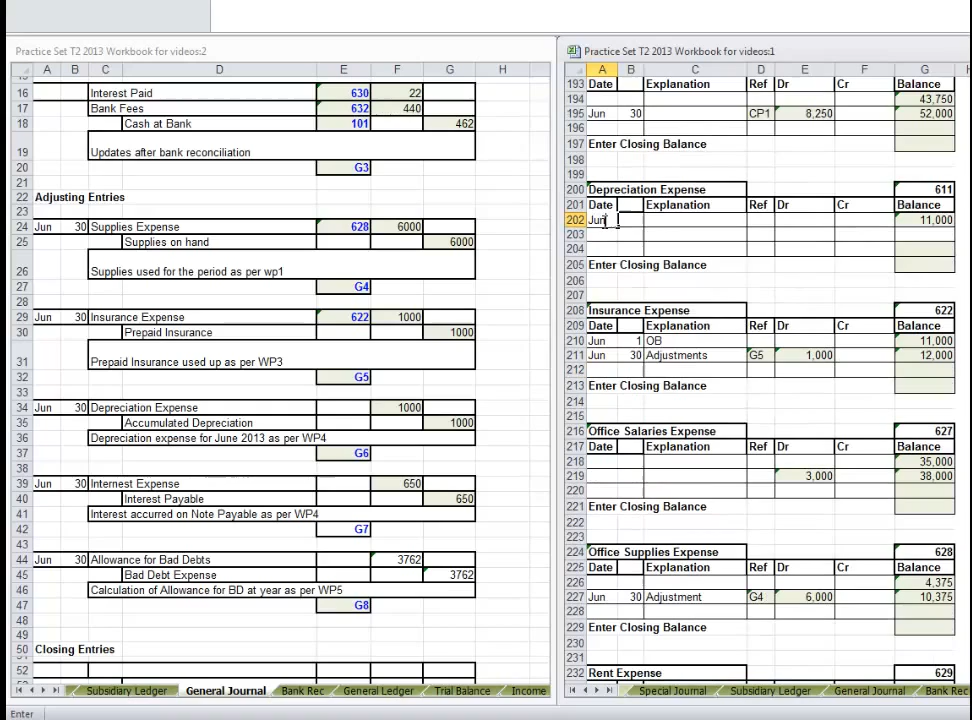 Practice Set T2 2013 Workbook for videos:2
A B C D E F G H
16 Interest Paid 630 22
17 Bank Fees 632 440
18 Cash at Bank 101 462
19 Updates after bank reconciliation
20 G3
21
22 Adjusting Entries
23
24 Jun 30 Supplies Expense 628 6000
25 Supplies on hand 6000
26 Supplies used for the period as per wp1
27 G4
28
29 Jun 30 Insurance Expense 622 1000
30 Prepaid Insurance 1000
31 Prepaid Insurance used up as per WP3
32 G5
33
34 Jun 30 Depreciation Expense 1000
35 Accumulated Depreciation 1000
36 Depreciation expense for June 2013 as per WP4
37 G6
38
39 Jun 30 Internest Expense 650
40 Interest Payable 650
41 Interest accurred on Note Payable as per WP4
42 G7
43
44 Jun 30 Allowance for Bad Debts 3762
45 Bad Debt Expense 3762
46 Calculation of Allowance for BD at year as per WP5
47 G8
48
49
50 Closing Entries
52
Subsidiary Ledger General Journal Bank Rec General Ledger Trial Balance Income
Enter
Practice Set T2 2013 Workbook for videos:1
A B C D E F G
193 Date Explanation Ref Dr Cr Balance
194 43,750
195 Jun 30 CP1 8,250 52,000
196
197 Enter Closing Balance
198
199
200 Depreciation Expense 611
201 Date Explanation Ref Dr Cr Balance
202 Jun 11,000
203
204
205 Enter Closing Balance
206
207
208 Insurance Expense 622
209 Date Explanation Ref Dr Cr Balance
210 Jun 1 OB 11,000
211 Jun 30 Adjustments G5 1,000 12,000
212
213 Enter Closing Balance
214
215
216 Office Salaries Expense 627
217 Date Explanation Ref Dr Cr Balance
218 35,000
219 3,000 38,000
220
221 Enter Closing Balance
222
223
224 Office Supplies Expense 628
225 Date Explanation Ref Dr Cr Balance
226 4,375
227 Jun 30 Adjustment G4 6,000 10,375
228
229 Enter Closing Balance
230
231
232 Rent Expense 629
Special Journal Subsidiary Ledger General Journal Bank Rec